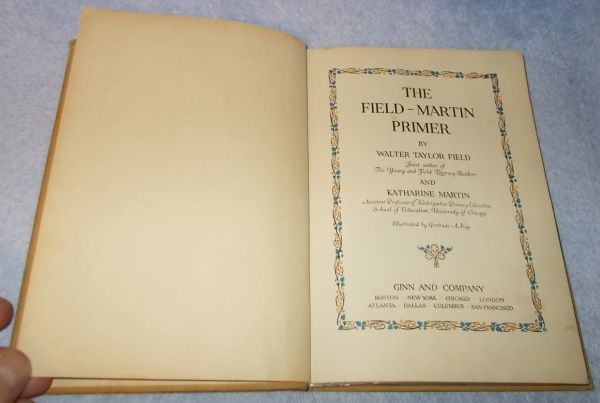 THE
FIELD-MARTIN
PRIMER
BY
WALTER TAYLOR FIELD
Joint author of
The Young and Field Literary Readers
AND
KATHARINE MARTIN
Assistant Professor of Kindergarten-Primary Education,
School of Education, University of Chicago
Illustrated by Gertrude A. Kay
GINN AND COMPANY
BOSTON · NEW YORK · CHICAGO · LONDON
ATLANTA · DALLAS · COLUMBUS · SAN FRANCISCO